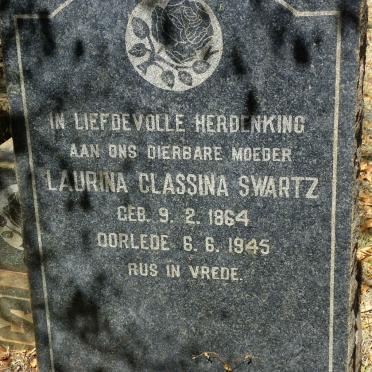 IN LIEFDEVOLLE HERDENKING
AAN ONS DIERBARE MOEDER
LAURINA CLASSINA SWARTZ
GEB. 9. 2. 1864
OORLEDE 6. 6. 1945
RUS IN VREDE.